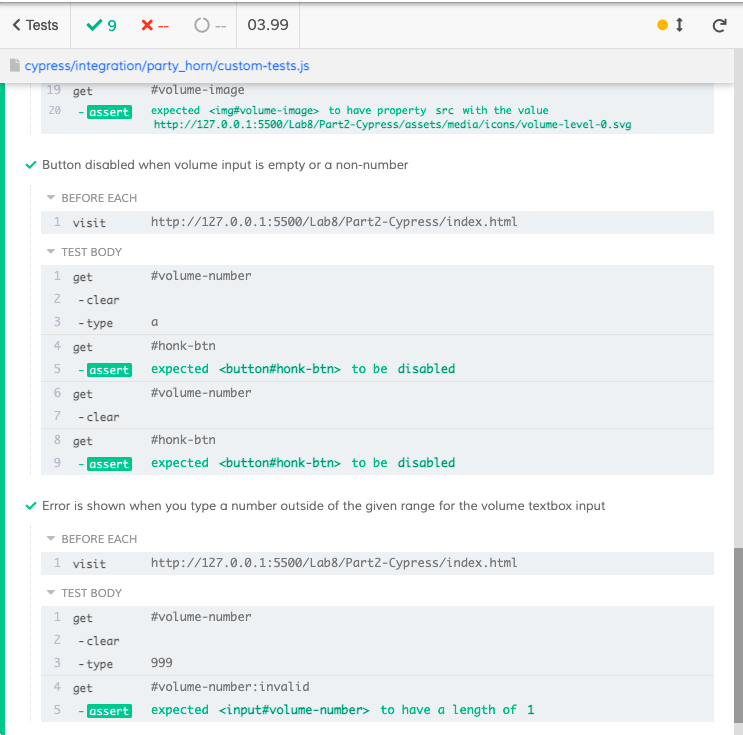 Tests 9 -- -- 03.99
cypress/integration/party_horn/custom-tests.js
19 get #volume-image
20 -assert expected <img#volume-image> to have property src with the value
http://127.0.0.1:5500/Lab8/Part2-Cypress/assets/media/icons/volume-level-0.svg
Button disabled when volume input is empty or a non-number
BEFORE EACH
1 visit http://127.0.0.1:5500/Lab8/Part2-Cypress/index.html
TEST BODY
1 get #volume-number
2 -clear
3 -type a
4 get #honk-btn
5 -assert expected <button#honk-btn> to be disabled
6 get #volume-number
7 -clear
8 get #honk-btn
9 -assert expected <button#honk-btn> to be disabled
Error is shown when you type a number outside of the given range for the volume textbox input
BEFORE EACH
1 visit http://127.0.0.1:5500/Lab8/Part2-Cypress/index.html
TEST BODY
1 get #volume-number
2 -clear
3 -type 999
4 get #volume-number:invalid
5 -assert expected <input#volume-number> to have a length of 1